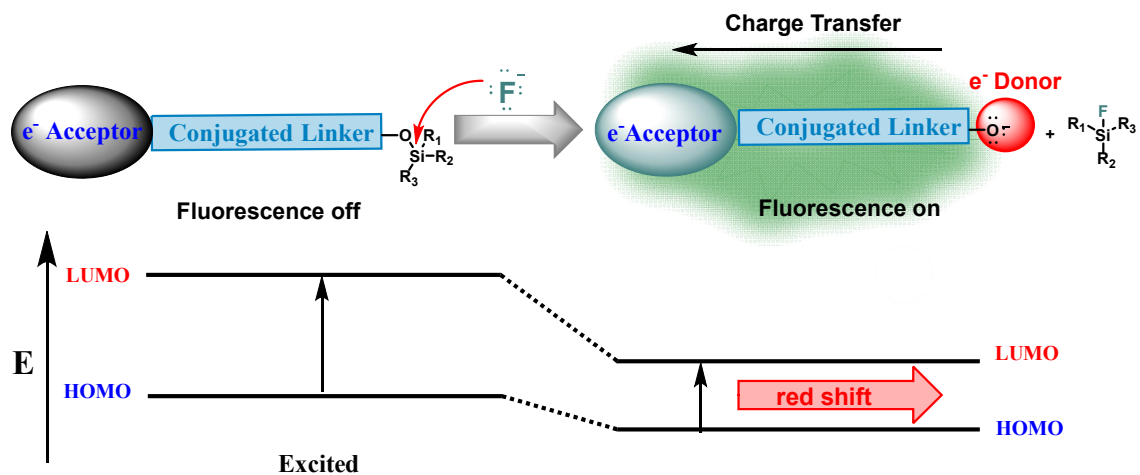 Charge Transfer
F
e- Donor
e- Acceptor
Conjugated Linker
O
R1
Si
R2
R3
e-Acceptor
Conjugated Linker
O
-
+
F
R1
Si
R3
R2
Fluorescence off
Fluorescence on
LUMO
E
LUMO
HOMO
red shift
HOMO
Excited